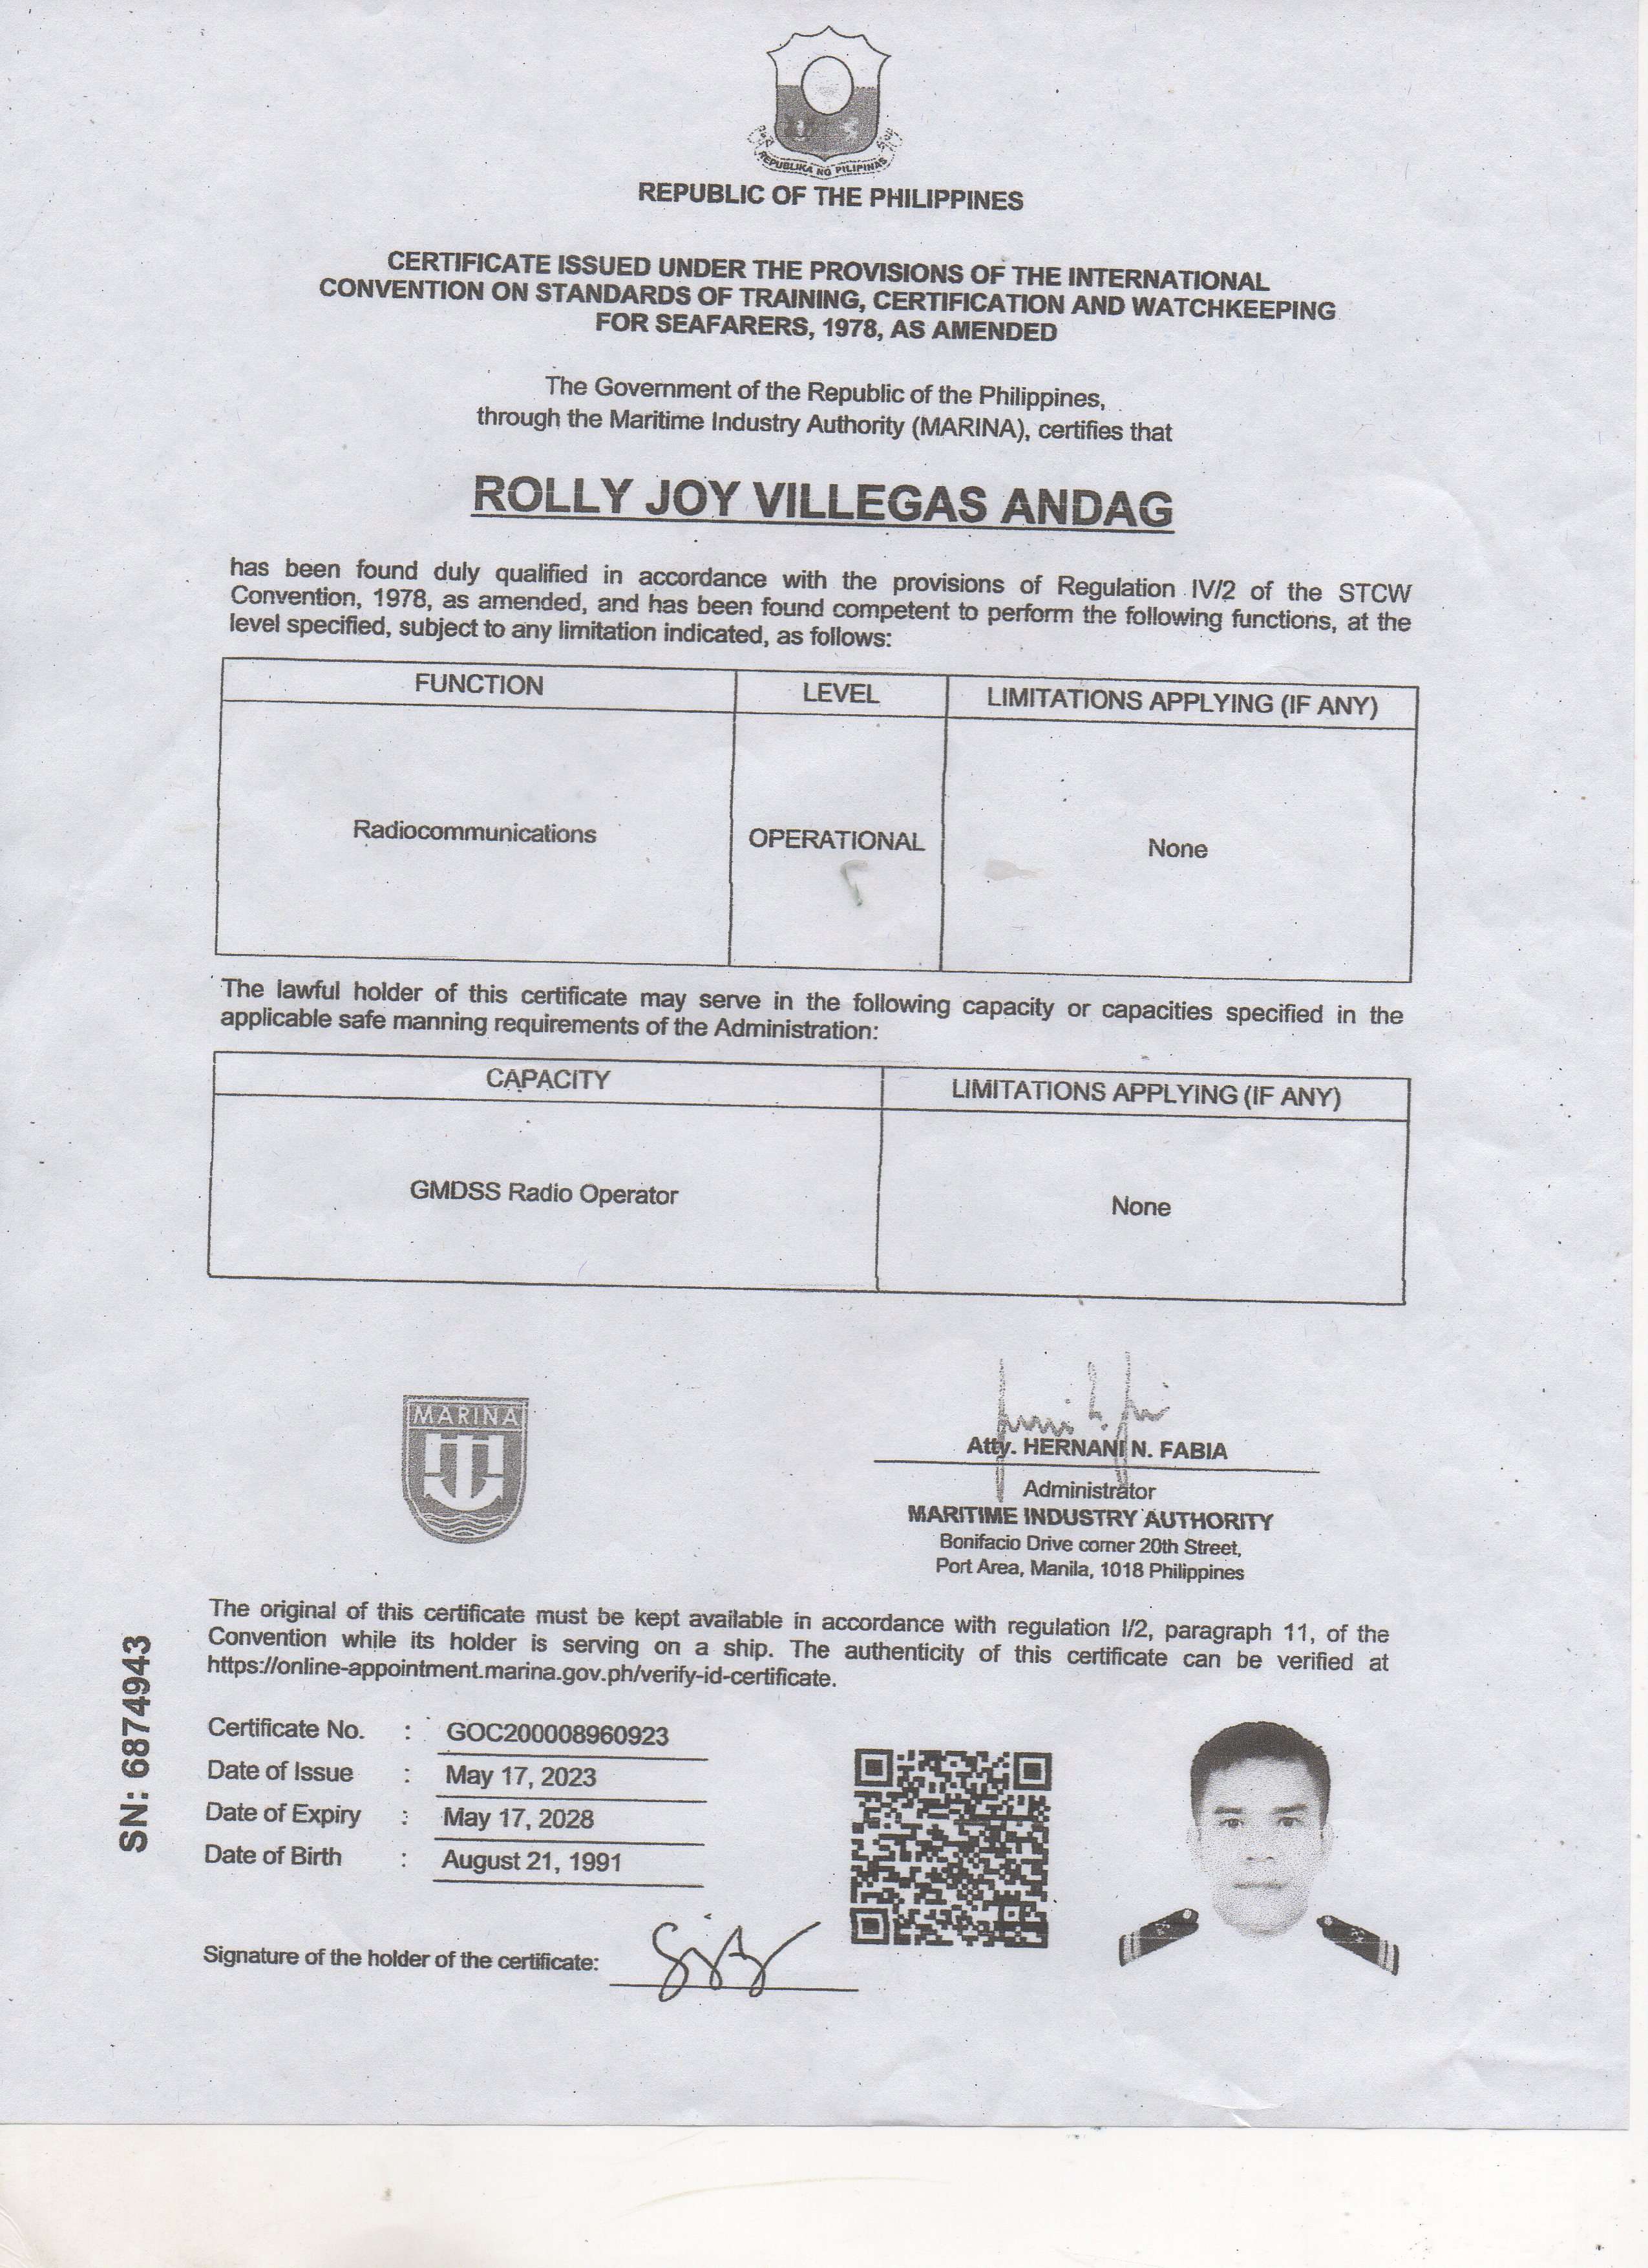 REPUBLIKA NG PILIPINAS
REPUBLIC OF THE PHILIPPINES
CERTIFICATE ISSUED UNDER THE PROVISIONS OF THE INTERNATIONAL
CONVENTION ON STANDARDS OF TRAINING, CERTIFICATION AND WATCHKEEPING
FOR SEAFARERS, 1978, AS AMENDED
The Government of the Republic of the Philippines,
through the Maritime Industry Authority (MARINA), certifies that
ROLLY JOY VILLEGAS ANDAG
has been found duly qualified in accordance with the provisions of Regulation IV/2 of the STCW
Convention, 1978, as amended, and has been found competent to perform the following functions, at the
level specified, subject to any limitation indicated, as follows:
FUNCTION LEVEL LIMITATIONS APPLYING (IF ANY)
Radiocommunications OPERATIONAL None
The lawful holder of this certificate may serve in the following capacity or capacities specified in the
applicable safe manning requirements of the Administration:
CAPACITY LIMITATIONS APPLYING (IF ANY)
GMDSS Radio Operator None
MARINA
Atty. HERNANI N. FABIA
Administrator
MARITIME INDUSTRY AUTHORITY
Bonifacio Drive corner 20th Street,
Port Area, Manila, 1018 Philippines
The original of this certificate must be kept available in accordance with regulation I/2, paragraph 11, of the
Convention while its holder is serving on a ship. The authenticity of this certificate can be verified at
https://online-appointment.marina.gov.ph/verify-id-certificate.
SN: 6874943
Certificate No. : GOC200008960923
Date of Issue : May 17, 2023
Date of Expiry : May 17, 2028
Date of Birth : August 21, 1991
Signature of the holder of the certificate: